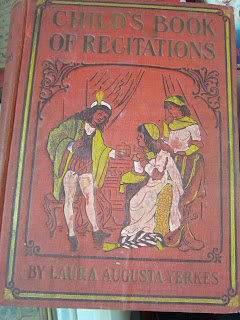 CHILD'S BOOK
OF RECITATIONS
BY LAURA AUGUSTA YERKES